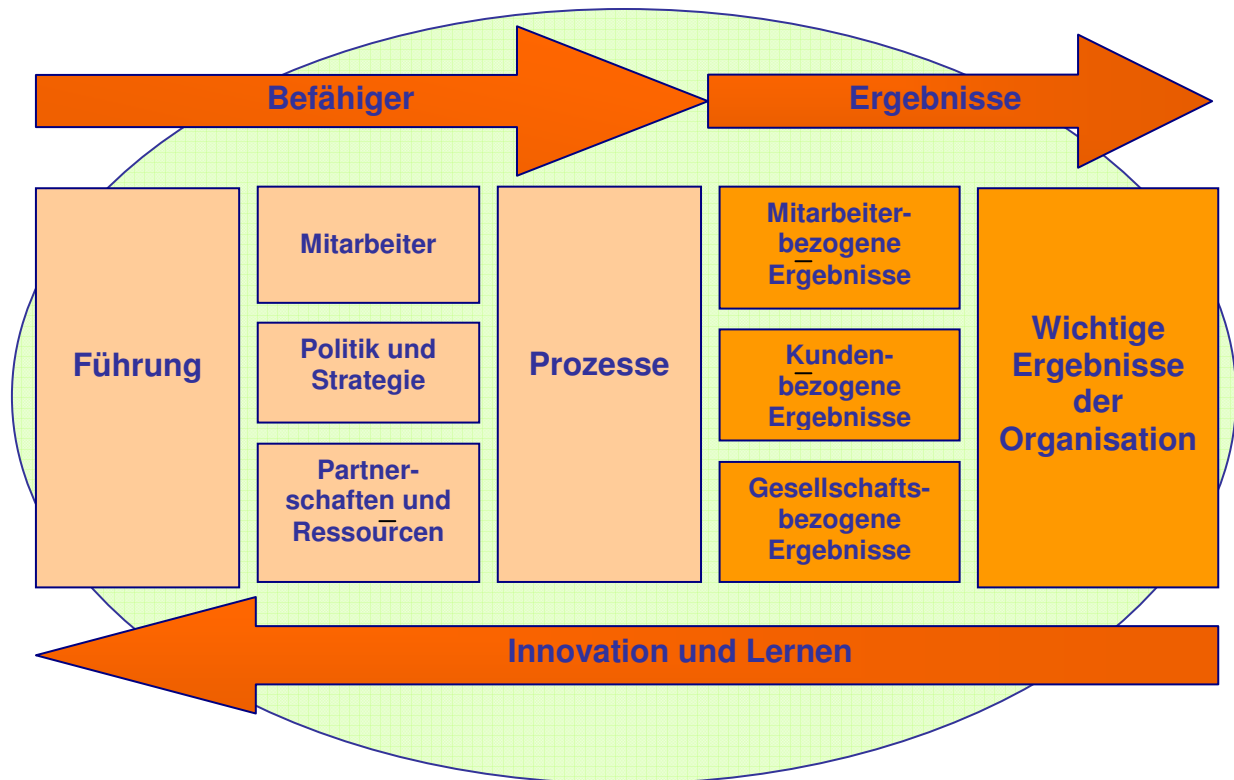 Befähiger
Ergebnisse
Führung
Mitarbeiter
Politik und
Strategie
Partner-
schaften und
Ressourcen
Prozesse
Mitarbeiter-
bezogene
Ergebnisse
Kunden-
bezogene
Ergebnisse
Gesellschafts-
bezogene
Ergebnisse
Wichtige
Ergebnisse
der
Organisation
Innovation und Lernen